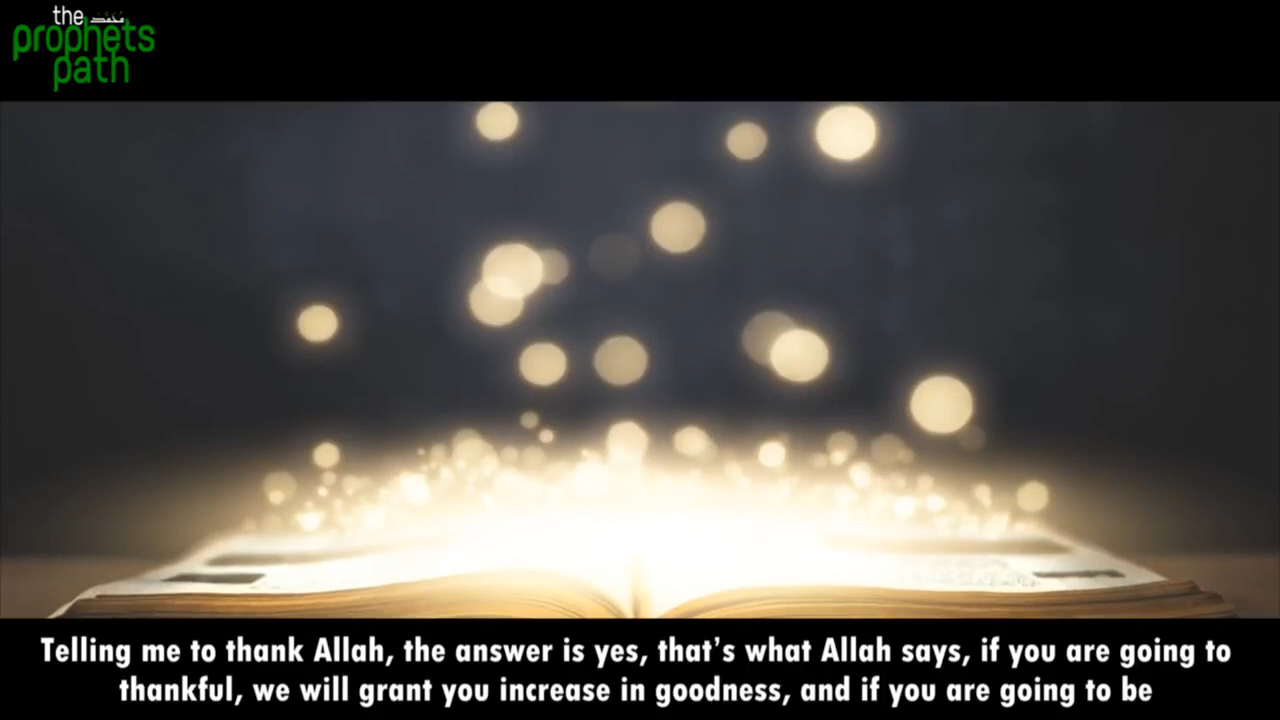 the
prophets
path
Telling me to thank Allah, the answer is yes, that's what Allah says, if you are going to
thankful, we will grant you increase in goodness, and if you are going to be